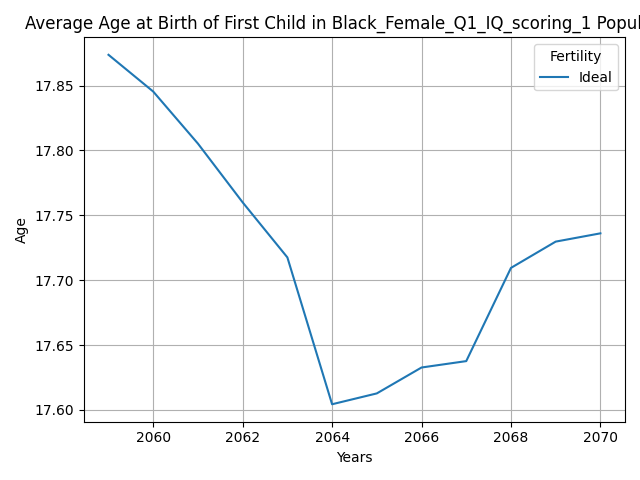 Average Age at Birth of First Child in Black_Female_Q1_IQ_scoring_1 Popul
Fertility
Ideal
17.85
17.80
17.75
17.70
17.65
17.60
Age
2060 2062 2064 2066 2068 2070
Years